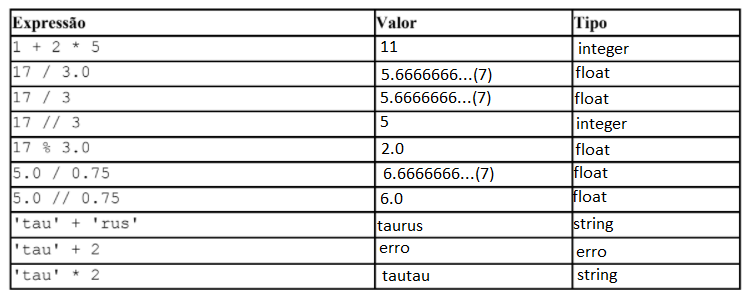 Expressão Valor Tipo
1 + 2 * 5 11 integer
17 / 3.0 5.6666666...(7) float
17 / 3 5.6666666...(7) float
17 // 3 5 integer
17 % 3.0 2.0 float
5.0 / 0.75 6.6666666...(7) float
5.0 // 0.75 6.0 float
'tau' + 'rus' taurus string
'tau' + 2 erro erro
'tau' * 2 tautau string